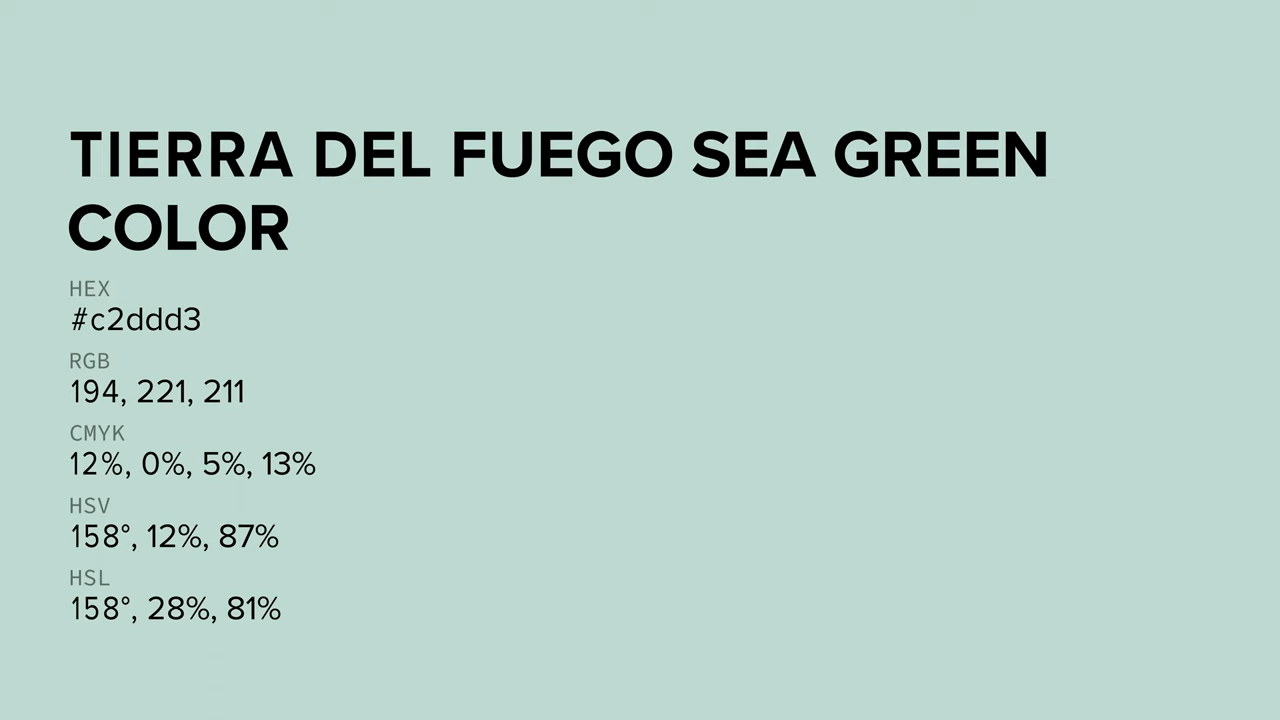 TIERRA DEL FUEGO SEA GREEN
COLOR
HEX
#c2ddd3
RGB
194, 221, 211
CMYK
12%, 0%, 5%, 13%
HSV
158°, 12%, 87%
HSL
158°, 28%, 81%